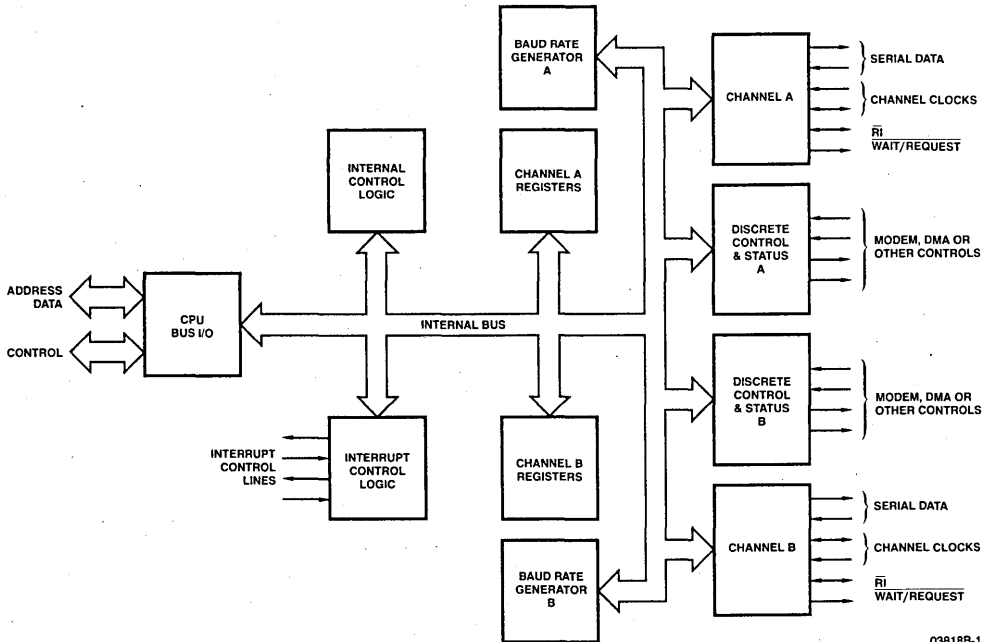 BAUD RATE
GENERATOR
A
CHANNEL A
SERIAL DATA
CHANNEL CLOCKS
RI
WAIT/REQUEST
INTERNAL
CONTROL
LOGIC
CHANNEL A
REGISTERS
DISCRETE
CONTROL
& STATUS
A
MODEM, DMA OR
OTHER CONTROLS
ADDRESS
DATA
CONTROL
CPU
BUS I/O
INTERNAL BUS
DISCRETE
CONTROL
& STATUS
B
MODEM, DMA OR
OTHER CONTROLS
INTERRUPT
CONTROL
LINES
INTERRUPT
CONTROL
LOGIC
CHANNEL B
REGISTERS
CHANNEL B
SERIAL DATA
CHANNEL CLOCKS
RI
WAIT/REQUEST
BAUD RATE
GENERATOR
B
03818B-1